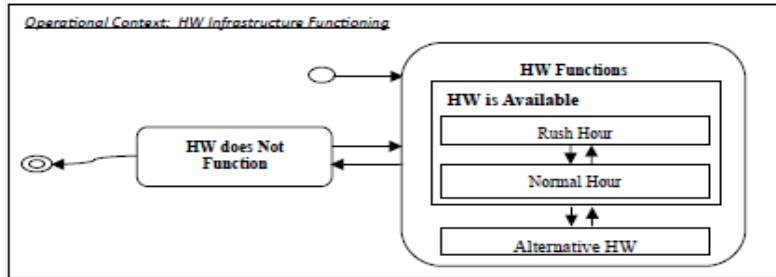 Operational Context: HW Infrastructure Functioning
HW Functions
HW is Available
Rush Hour
HW does Not
Function
Normal Hour
Alternative HW